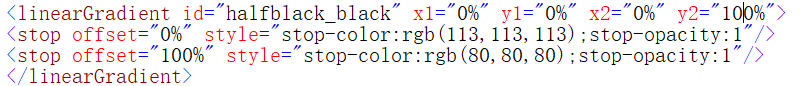 <linearGradient id="halfblack_black" x1="0%" y1="0%" x2="0%" y2="100%">
<stop offset="0%" style="stop-color:rgb(113,113,113);stop-opacity:1"/>
<stop offset="100%" style="stop-color:rgb(80,80,80);stop-opacity:1"/>
</linearGradient>